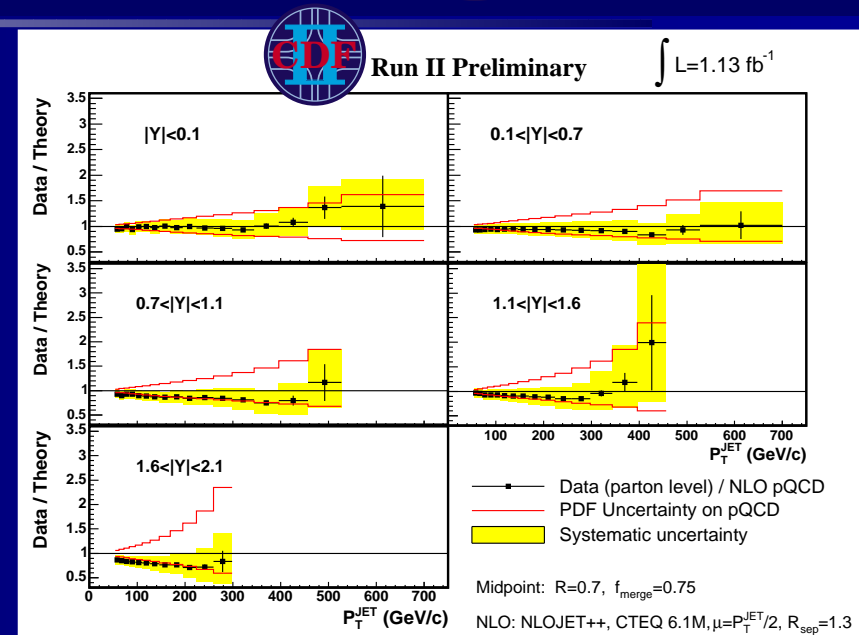 CDF
II
Run II Preliminary
∫ L=1.13 fb⁻¹
Data / Theory
3.5
3
2.5
2
1.5
1
0.5
|Y|<0.1
0.1<|Y|<0.7
Data / Theory
3.5
3
2.5
2
1.5
1
0.5
0.7<|Y|<1.1
1.1<|Y|<1.6
100 200 300 400 500 600 700
P_T^JET (GeV/c)
Data / Theory
3.5
3
2.5
2
1.5
1
0.5
1.6<|Y|<2.1
0 100 200 300 400 500 600 700
P_T^JET (GeV/c)
Data (parton level) / NLO pQCD
PDF Uncertainty on pQCD
Systematic uncertainty
Midpoint: R=0.7, f_merge=0.75
NLO: NLOJET++, CTEQ 6.1M, μ=P_T^JET/2, R_sep=1.3